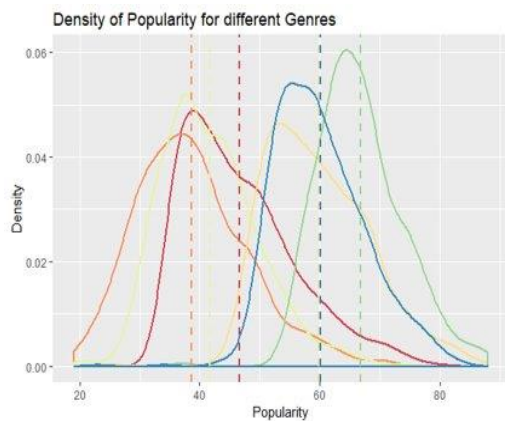 Density of Popularity for different Genres
0.06
0.04
0.02
0.00
Density
20 40 60 80
Popularity